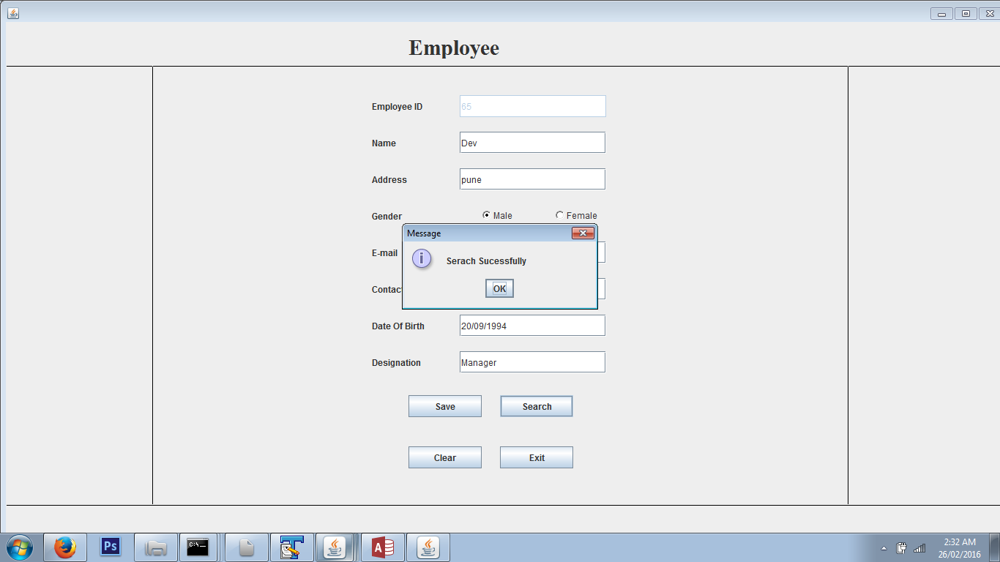 Employee
Employee ID 65
Name Dev
Address pune
Gender Male Female
Message
E-mail
Serach Sucessfully
OK
Date Of Birth 20/09/1994
Designation Manager
Save Search
Clear Exit
Ps
C:\
A
2:32 AM
26/02/2016